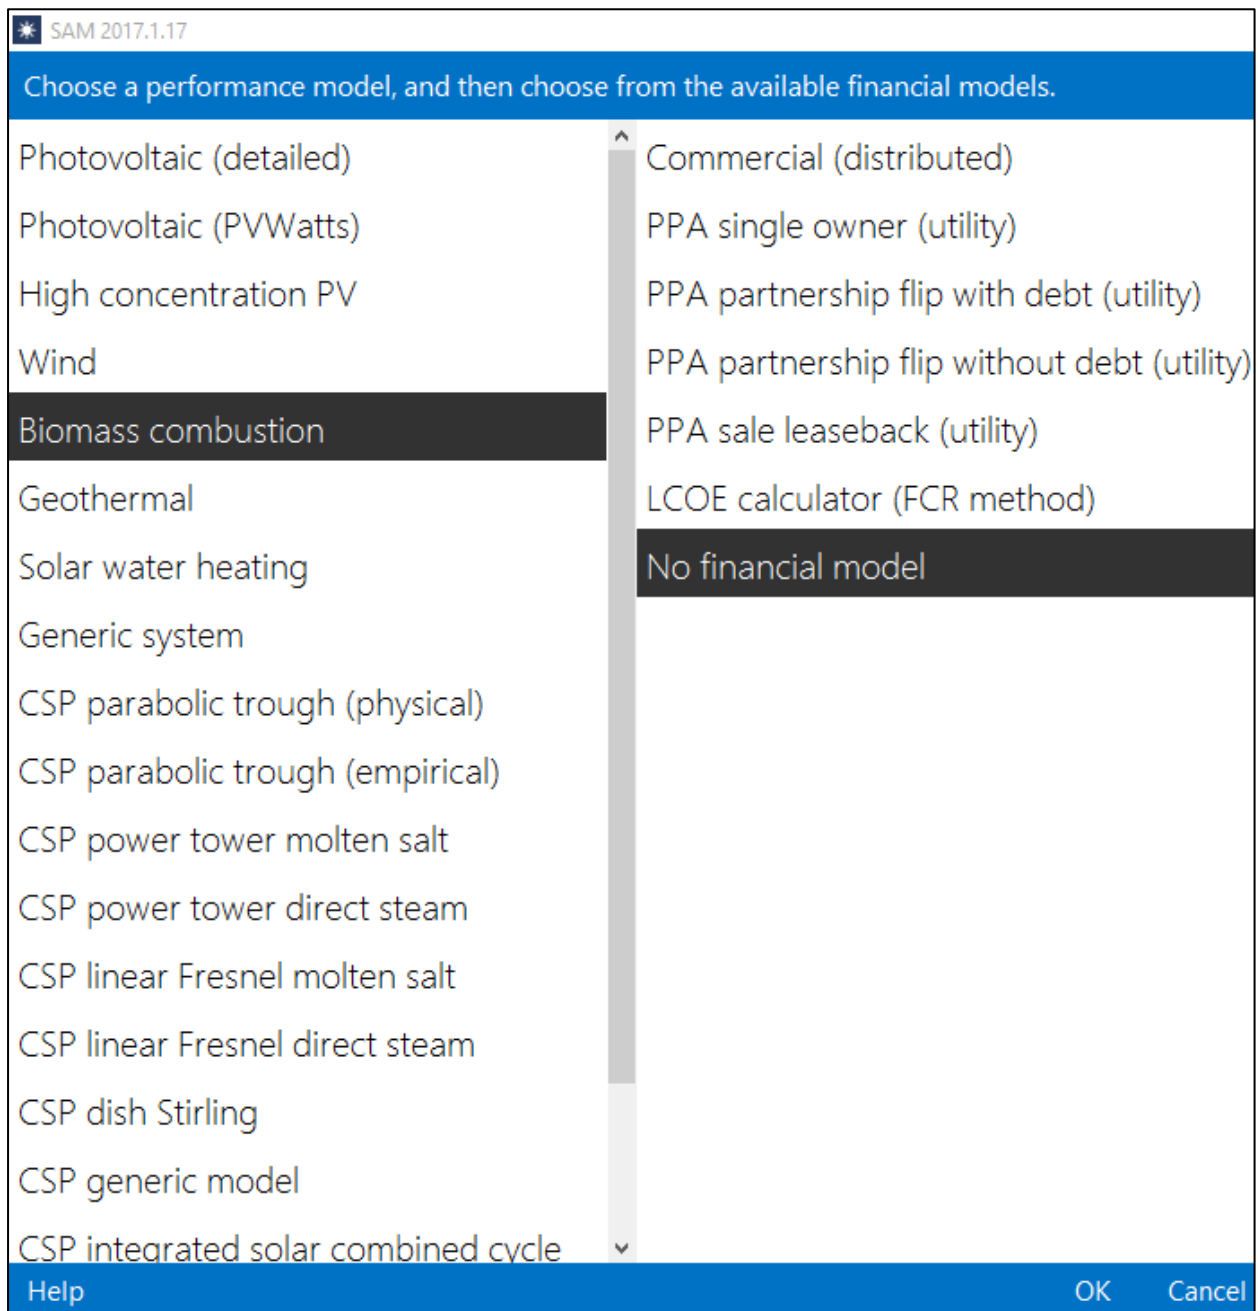 SAM 2017.1.17
Choose a performance model, and then choose from the available financial models.
Photovoltaic (detailed)
Photovoltaic (PVWatts)
High concentration PV
Wind
Biomass combustion
Geothermal
Solar water heating
Generic system
CSP parabolic trough (physical)
CSP parabolic trough (empirical)
CSP power tower molten salt
CSP power tower direct steam
CSP linear Fresnel molten salt
CSP linear Fresnel direct steam
CSP dish Stirling
CSP generic model
CSP integrated solar combined cycle
Commercial (distributed)
PPA single owner (utility)
PPA partnership flip with debt (utility)
PPA partnership flip without debt (utility)
PPA sale leaseback (utility)
LCOE calculator (FCR method)
No financial model
Help
OK
Cancel